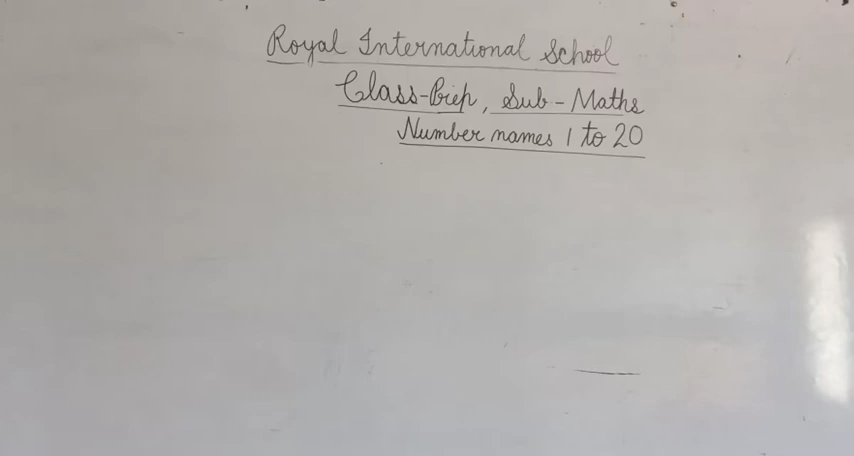 Royal International School
Class-Prep, Sub-Maths
Number names 1 to 20